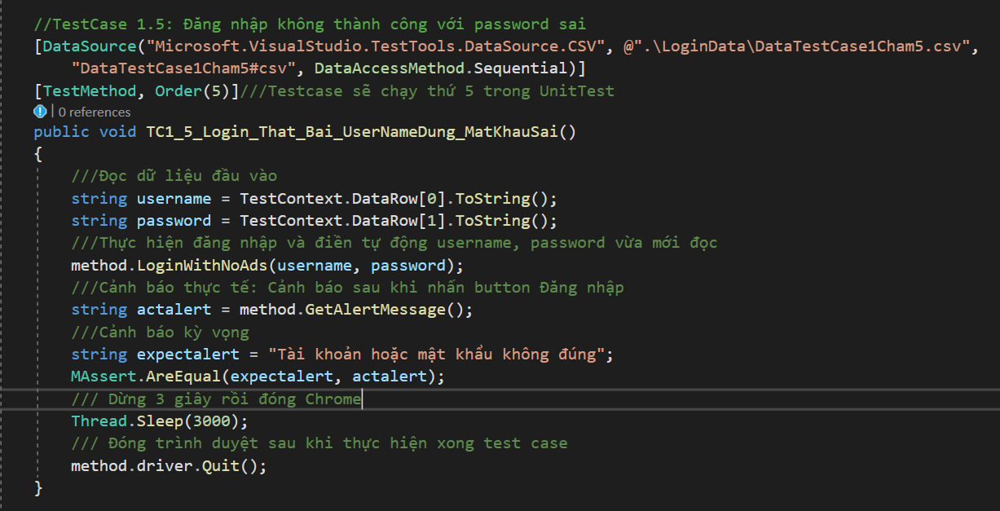 //TestCase 1.5: Đăng nhập không thành công với password sai
[DataSource("Microsoft.VisualStudio.TestTools.DataSource.CSV", @".\LoginData\DataTestCase1Cham5.csv",
"DataTestCase1Cham5#csv", DataAccessMethod.Sequential)]
[TestMethod, Order(5)]///Testcase sẽ chạy thứ 5 trong UnitTest
! | 0 references
public void TC1_5_Login_That_Bai_UserNameDung_MatKhauSai()
{
///Đọc dữ liệu đầu vào
string username = TestContext.DataRow[0].ToString();
string password = TestContext.DataRow[1].ToString();
///Thực hiện đăng nhập và điền tự động username, password vừa mới đọc
method.LoginWithNoAds(username, password);
///Cảnh báo thực tế: Cảnh báo sau khi nhấn button Đăng nhập
string actalert = method.GetAlertMessage();
///Cảnh báo kỳ vọng
string expectalert = "Tài khoản hoặc mật khẩu không đúng";
MAssert.AreEqual(expectalert, actalert);
/// Dừng 3 giây rồi đóng Chrome
Thread.Sleep(3000);
/// Đóng trình duyệt sau khi thực hiện xong test case
method.driver.Quit();
}